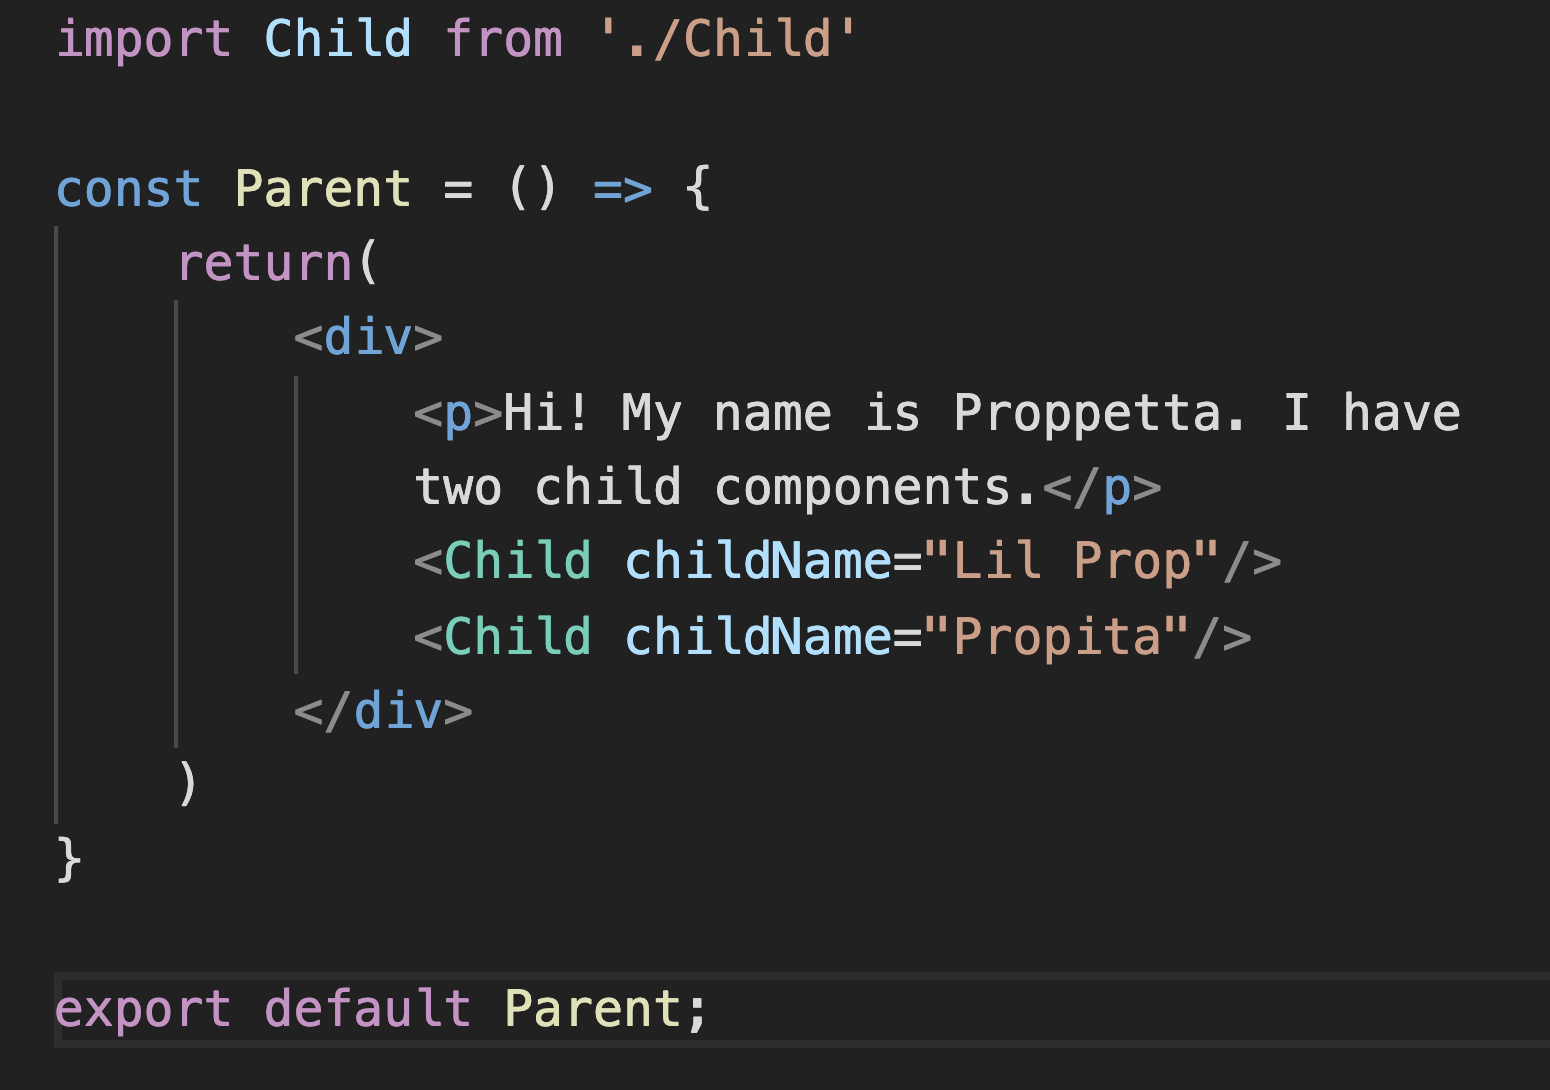 import Child from './Child'
const Parent = () => {
return(
<div>
<p>Hi! My name is Proppetta. I have
two child components.</p>
<Child childName="Lil Prop"/>
<Child childName="Propita"/>
</div>
)
}
export default Parent;